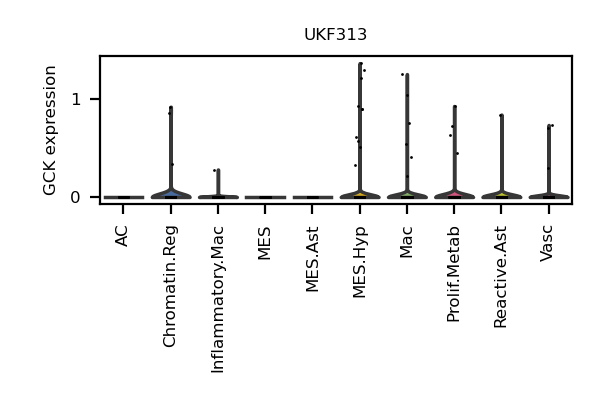 UKF313
GCK expression
1
0
AC
Chromatin.Reg
Inflammatory.Mac
MES
MES.Ast
MES.Hyp
Mac
Prolif.Metab
Reactive.Ast
Vasc